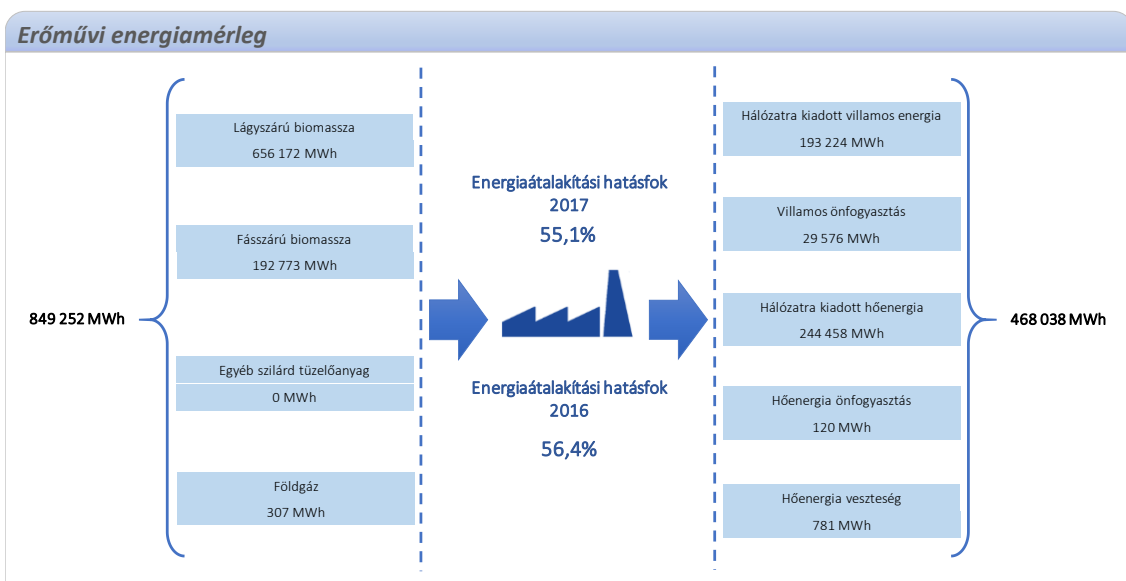 Erőművi energiamérleg
849 252 MWh
Lágyszárú biomassza
656 172 MWh
Fásszárú biomassza
192 773 MWh
Egyéb szilárd tüzelőanyag
0 MWh
Földgáz
307 MWh
Energiaátalakítási hatásfok
2017
55,1%
Energiaátalakítási hatásfok
2016
56,4%
Hálózatra kiadott villamos energia
193 224 MWh
Villamos önfogyasztás
29 576 MWh
Hálózatra kiadott hőenergia
244 458 MWh
Hőenergia önfogyasztás
120 MWh
Hőenergia veszteség
781 MWh
468 038 MWh